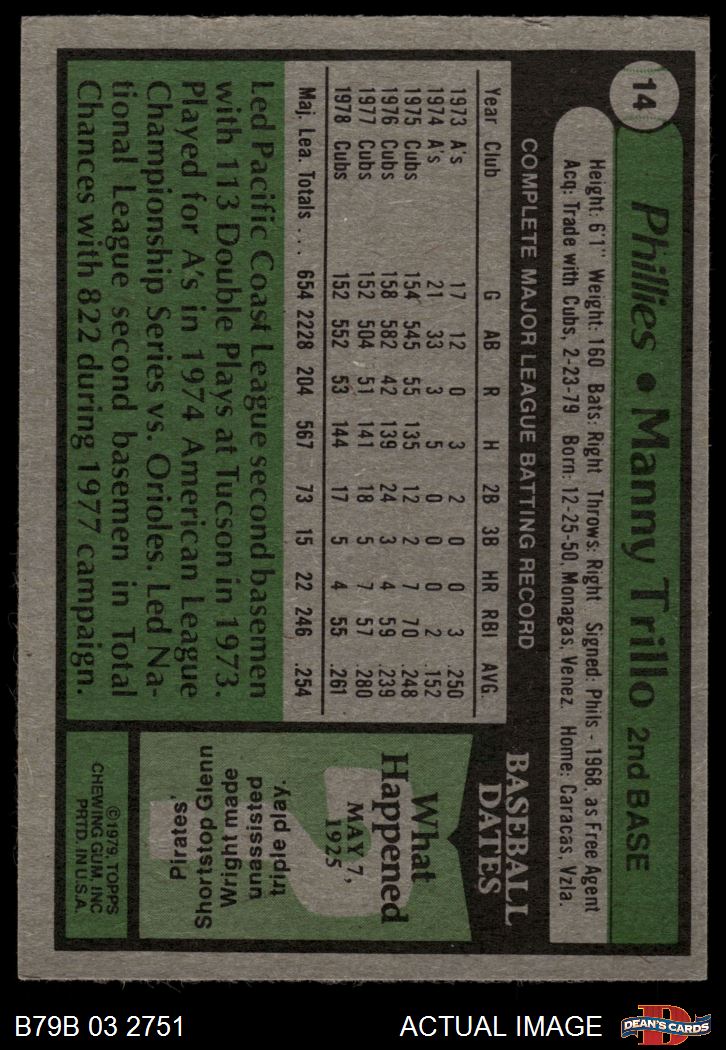 14
Phillies • Manny Trillo 2nd BASE
Height: 6'1" Weight: 160 Bats: Right Throws: Right Signed: Phils - 1968, as Free Agent
Acq: Trade with Cubs, 2-23-79 Born: 12-25-50, Monagas, Venez. Home: Caracas, Vzla.
COMPLETE MAJOR LEAGUE BATTING RECORD
Year Club G AB R H 2B 3B HR RBI AVG.
1973 A's 17 12 0 3 2 0 0 3 .250
1974 A's 21 33 3 5 0 0 0 2 .152
1975 Cubs 154 545 55 135 12 2 7 70 .248
1976 Cubs 158 582 42 139 24 3 4 59 .239
1977 Cubs 152 504 51 141 18 5 7 57 .280
1978 Cubs 152 552 53 144 17 5 4 55 .261
Maj. Lea. Totals . . . 654 2228 204 567 73 15 22 246 .254
Led Pacific Coast League second basemen
with 113 Double Plays at Tucson in 1973.
Played for A's in 1974 American League
Championship Series vs. Orioles. Led Na-
tional League second basemen in Total
Chances with 822 during 1977 campaign.
BASEBALL
DATES
What
Happened
MAY 7,
1925
?
Pirates'
Shortstop Glenn
Wright made
unassisted
triple play.
©1979, TOPPS
CHEWING GUM, INC
PRTD. IN U.S.A.
B79B 03 2751
ACTUAL IMAGE
D
DEAN'S CARDS